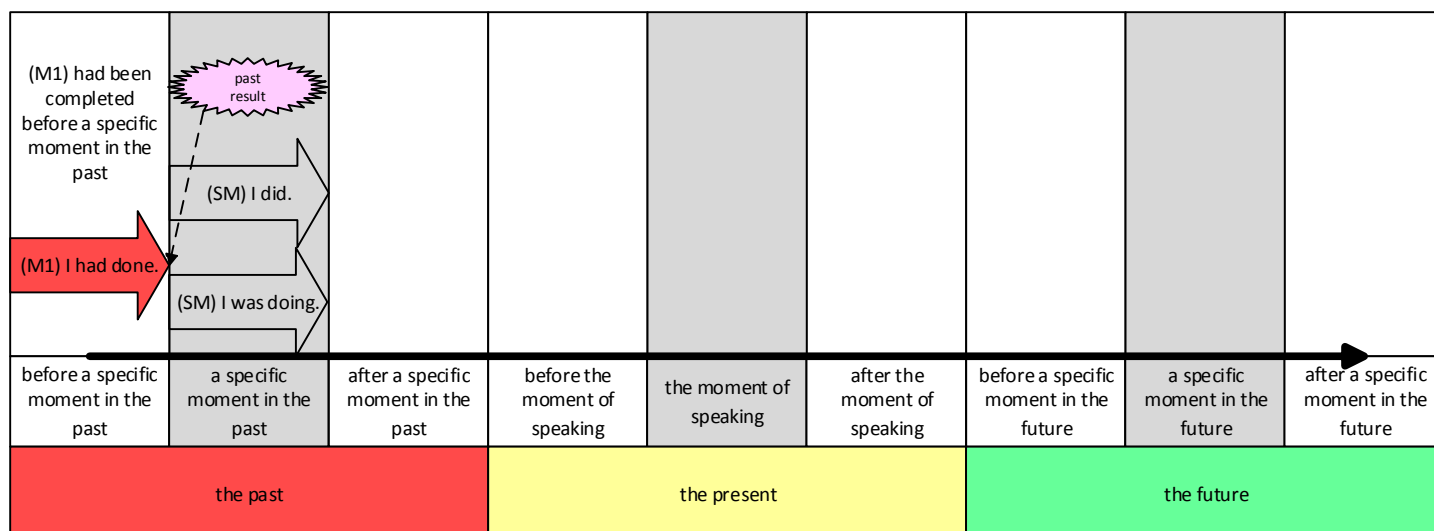 (M1) had been
completed
before a specific
moment in the
past
past
result
(SM) I did.
(M1) I had done.
(SM) I was doing.
before a specific
moment in the
past
a specific
moment in the
past
after a specific
moment in the
past
before the
moment of
speaking
the moment of
speaking
after the
moment of
speaking
before a specific
moment in the
future
a specific
moment in the
future
after a specific
moment in the
future
the past
the present
the future